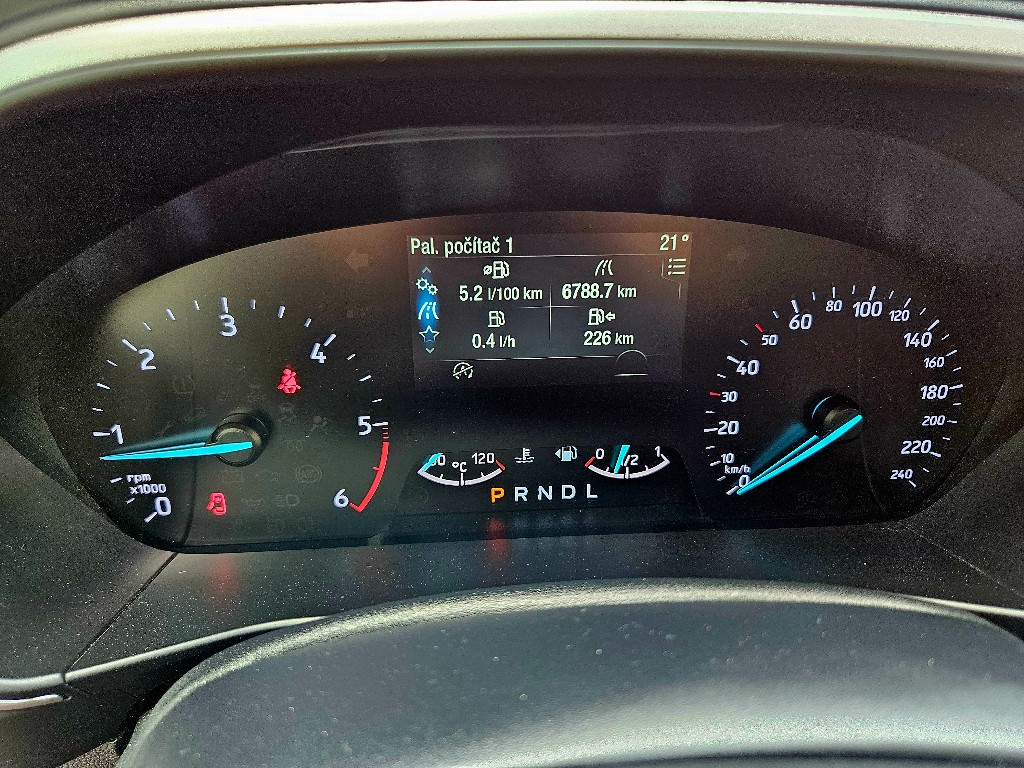 Pal. počítač 1 21°
5.2 l/100 km 6788.7 km
0.4 l/h 226 km
0 1 2 3 4 5 6
rpm
x1000
120
°C
0 1/2 1
P R N D L
0 10 20 30 40 50 60 80 100 120 140 160 180 200 220 240
km/h